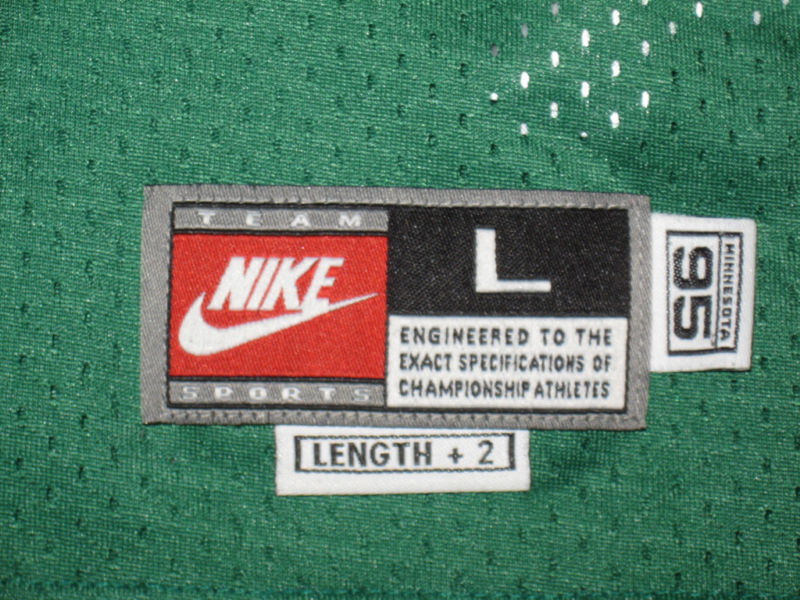 TEAM
NIKE
SPORTS
L
ENGINEERED TO THE
EXACT SPECIFICATIONS OF
CHAMPIONSHIP ATHLETES
MINNESOTA
95
LENGTH + 2